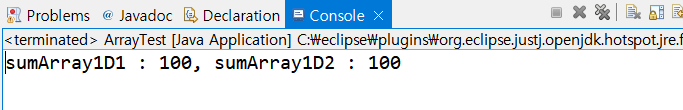 Problems @ Javadoc Declaration Console
<terminated> ArrayTest [Java Application] C:₩eclipse₩plugins₩org.eclipse.justj.openjdk.hotspot.jre.f
sumArray1D1 : 100, sumArray1D2 : 100